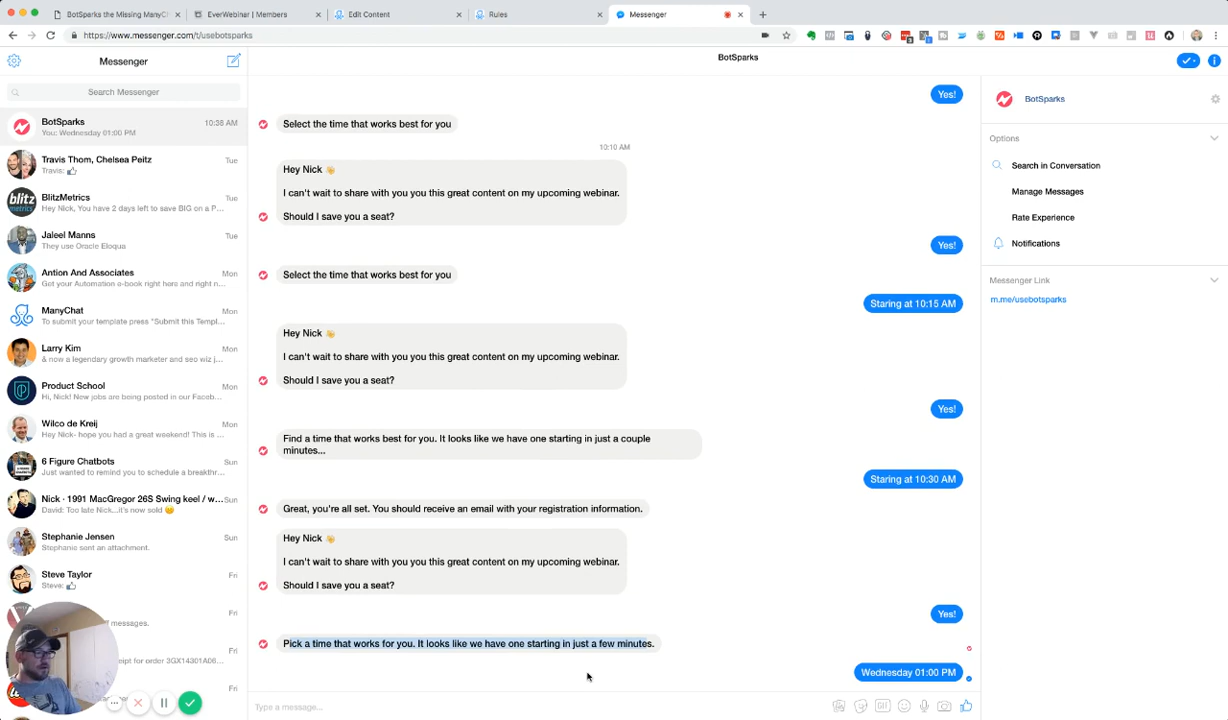 BotSparks the Missing ManyCh
EverWebinar | Members
Edit Content
Rules
Messenger
https://www.messenger.com/t/usebotsparks
Messenger
BotSparks
Search Messenger
BotSparks
10:38 AM
You: Wednesday 01:00 PM
Travis Thom, Chelsea Peitz
Tue
Travis:
BlitzMetrics
Tue
Hey Nick, You have 2 days left to save BIG on a P...
Jaleel Manns
Tue
They use Oracle Eloqua
Antion And Associates
Mon
Get your Automation e-book right here and right n...
ManyChat
Mon
To submit your template press "Submit this Templ...
Larry Kim
Mon
& now a legendary growth marketer and seo wiz j...
Product School
Mon
Hi, Nick! New jobs are being posted in our Faceb...
Wilco de Kreij
Mon
Hey Nick- hope you had a great weekend! This is ...
6 Figure Chatbots
Sun
Just wanted to remind you to schedule a breakthr...
Nick · 1991 MacGregor 26S Swing keel / w...
Sun
David: Too late Nick...it's now sold
Stephanie Jensen
Sun
Stephanie sent an attachment.
Steve Taylor
Fri
Steve:
Fri
messages.
Fri
for order 3GX14301A06...
Fri
Yes!
Select the time that works best for you
10:10 AM
Hey Nick 👋
I can't wait to share with you you this great content on my upcoming webinar.
Should I save you a seat?
Yes!
Select the time that works best for you
Staring at 10:15 AM
Hey Nick 👋
I can't wait to share with you you this great content on my upcoming webinar.
Should I save you a seat?
Yes!
Find a time that works best for you. It looks like we have one starting in just a couple
minutes...
Staring at 10:30 AM
Great, you're all set. You should receive an email with your registration information.
Hey Nick 👋
I can't wait to share with you you this great content on my upcoming webinar.
Should I save you a seat?
Yes!
Pick a time that works for you. It looks like we have one starting in just a few minutes.
Wednesday 01:00 PM
Type a message...
GIF
BotSparks
Options
Search in Conversation
Manage Messages
Rate Experience
Notifications
Messenger Link
m.me/usebotsparks